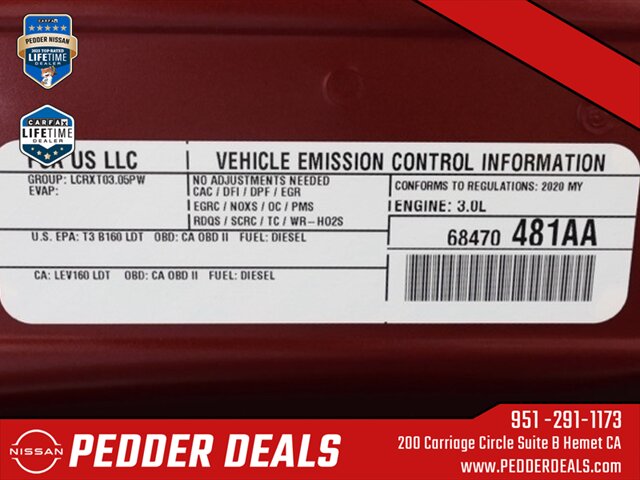 CARFAX
PEDDER NISSAN
2023 TOP-RATED
LIFETIME
DEALER
CARFAX
LIFETIME
DEALER
US LLC
VEHICLE EMISSION CONTROL INFORMATION
GROUP: LCRXT03.05PW
EVAP:
NO ADJUSTMENTS NEEDED
CAC / DFI / DPF / EGR
EGRC / NOXS / OC / PMS
RDQS / SCRC / TC / WR-HO2S
CONFORMS TO REGULATIONS: 2020 MY
ENGINE: 3.0L
U.S. EPA: T3 B160 LDT OBD: CA OBD II FUEL: DIESEL
68470 481AA
CA: LEV160 LDT OBD: CA OBD II FUEL: DIESEL
NISSAN
PEDDER DEALS
951 -291-1173
200 Carriage Circle Suite B Hemet CA
www.PEDDERDEALS.com